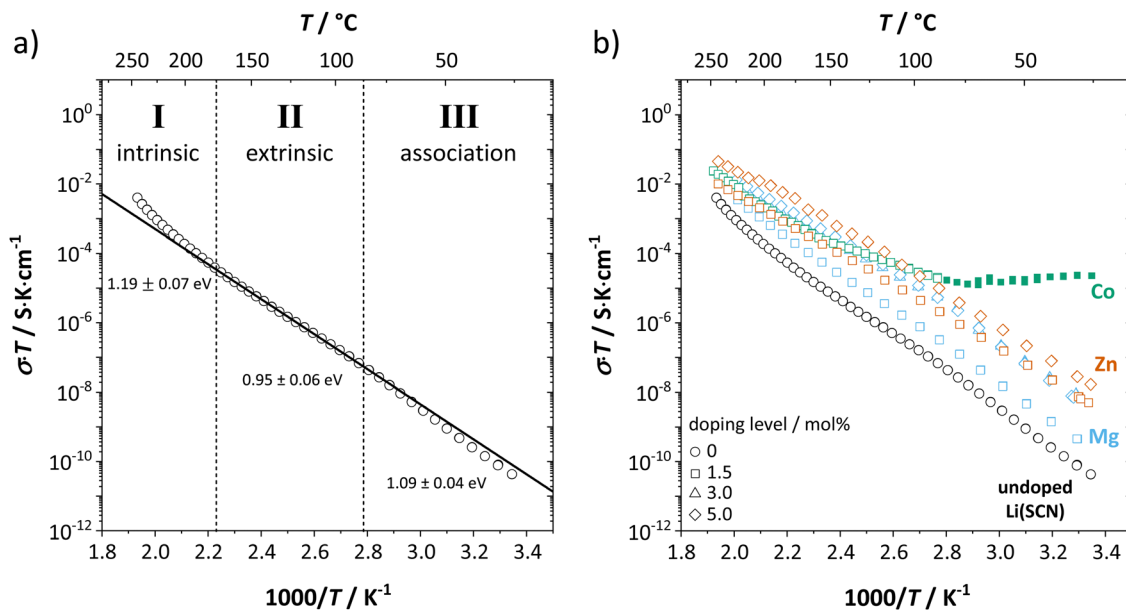 a)
T / °C
250 200 150 100 50
10⁰
10⁻²
10⁻⁴
10⁻⁶
10⁻⁸
10⁻¹⁰
10⁻¹²
σ·T / S·K·cm⁻¹
I II III
intrinsic extrinsic association
1.19 ± 0.07 eV
0.95 ± 0.06 eV
1.09 ± 0.04 eV
1.8 2.0 2.2 2.4 2.6 2.8 3.0 3.2 3.4
1000/T / K⁻¹
b)
T / °C
250 200 150 100 50
10⁰
10⁻²
10⁻⁴
10⁻⁶
10⁻⁸
10⁻¹⁰
10⁻¹²
σ·T / S·K·cm⁻¹
Co
Zn
Mg
doping level / mol%
0
1.5
3.0
5.0
undoped
Li(SCN)
1.8 2.0 2.2 2.4 2.6 2.8 3.0 3.2 3.4
1000/T / K⁻¹